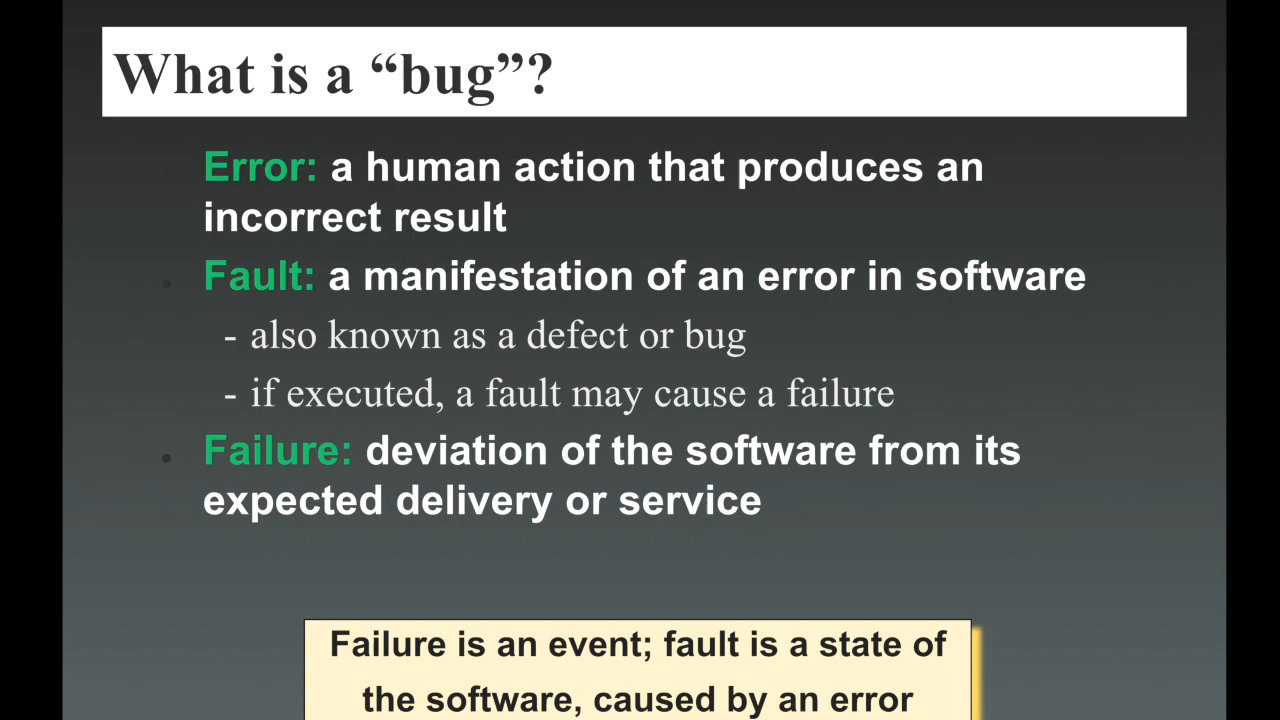 What is a “bug”?
Error: a human action that produces an
incorrect result
Fault: a manifestation of an error in software
- also known as a defect or bug
- if executed, a fault may cause a failure
Failure: deviation of the software from its
expected delivery or service
Failure is an event; fault is a state of
the software, caused by an error